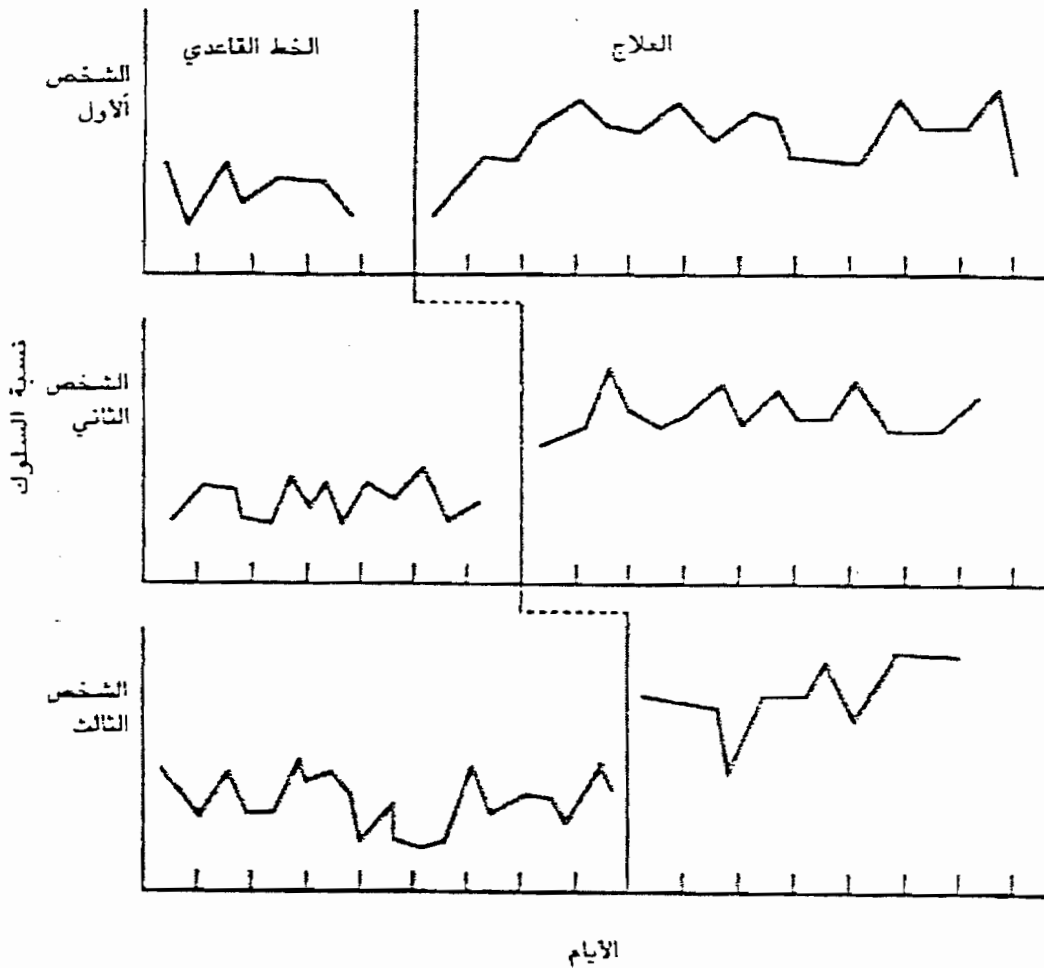 الخط القاعدي
العلاج
الشخص
الأول
نسبة السلوك
الشخص
الثاني
الشخص
الثالث
الأيام